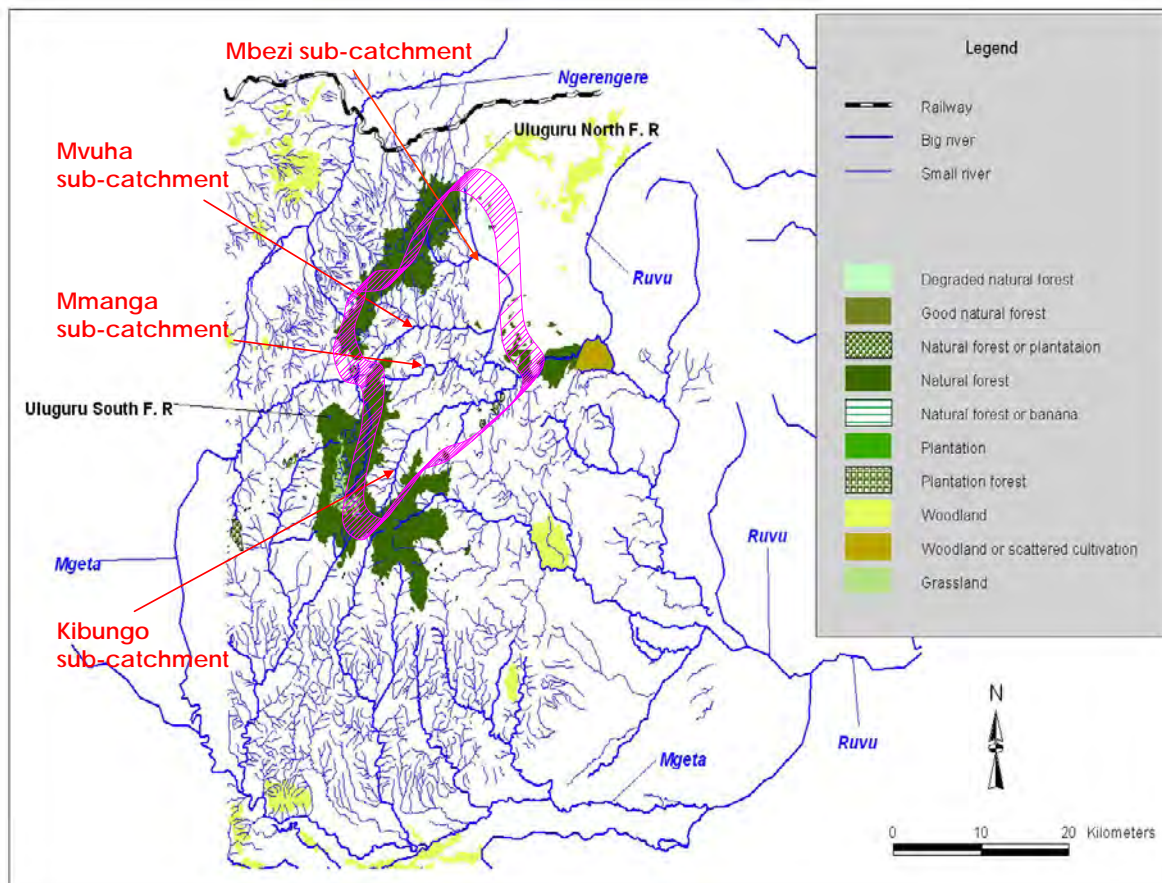 Mbezi sub-catchment
Ngerengere
Uluguru North F. R
Mvuha
sub-catchment
Ruvu
Mmanga
sub-catchment
Uluguru South F. R
Mgeta
Ruvu
Kibungo
sub-catchment
Ruvu
Mgeta
Legend
Railway
Big river
Small river
Degraded natural forest
Good natural forest
Natural forest or plantataion
Natural forest
Natural forest or banana
Plantation
Plantation forest
Woodland
Woodland or scattered cultivation
Grassland
N
0 10 20 Kilometers